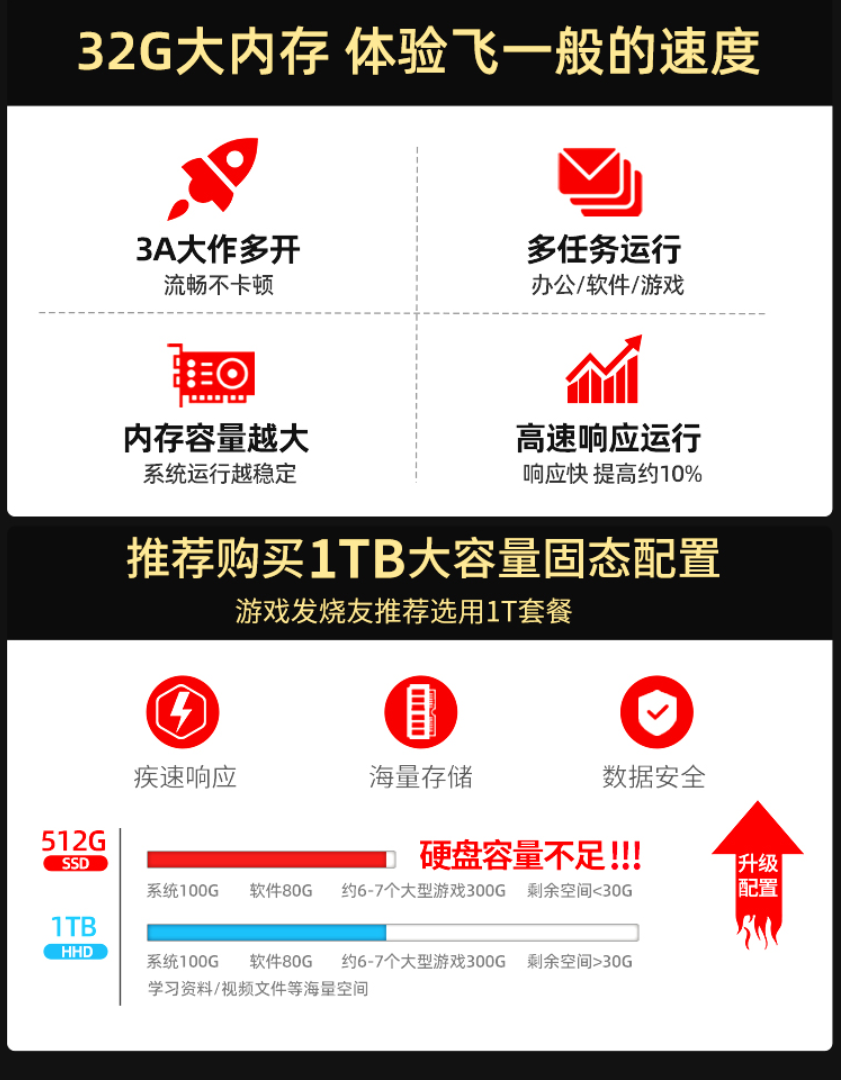 32G大内存 体验飞一般的速度
3A大作多开
流畅不卡顿
多任务运行
办公/软件/游戏
内存容量越大
系统运行越稳定
高速响应运行
响应快 提高约10%
推荐购买1TB大容量固态配置
游戏发烧友推荐选用1T套餐
疾速响应
海量存储
数据安全
512G
SSD
硬盘容量不足!!!
系统100G 软件80G 约6-7个大型游戏300G 剩余空间<30G
1TB
HHD
系统100G 软件80G 约6-7个大型游戏300G 剩余空间>30G
学习资料/视频文件等海量空间
升级
配置